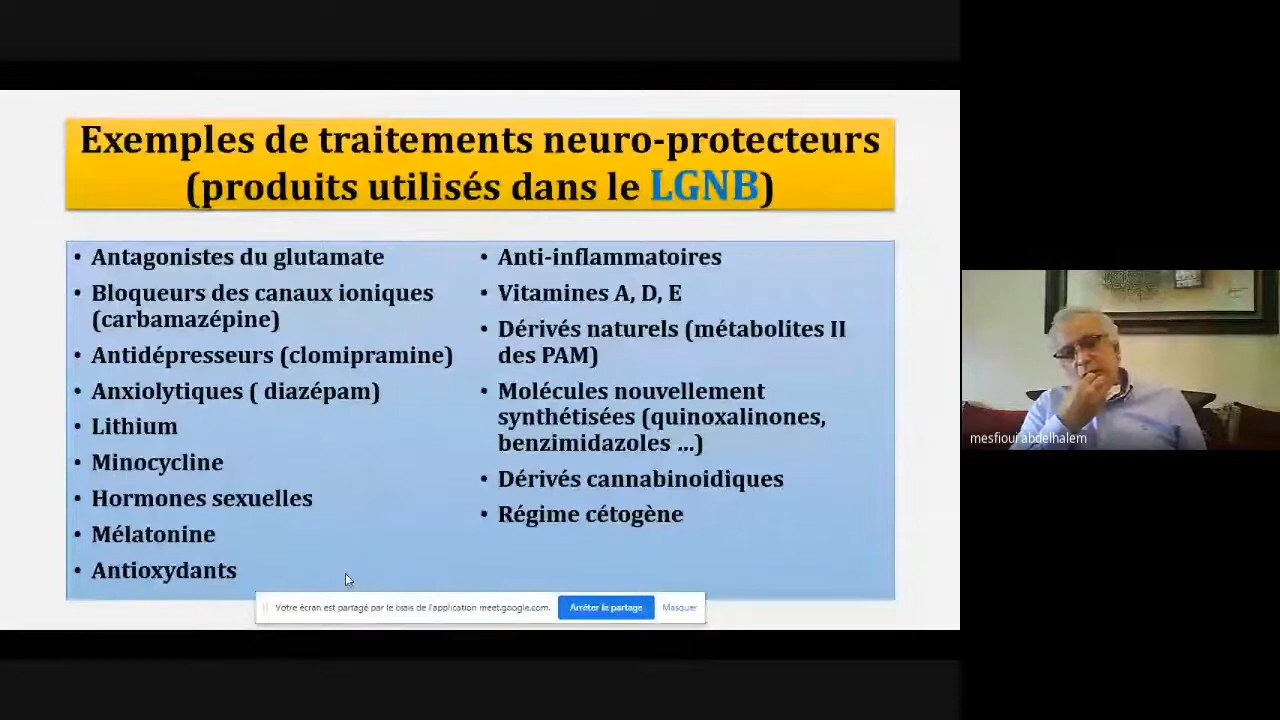 Exemples de traitements neuro-protecteurs
(produits utilisés dans le LGNB)
• Antagonistes du glutamate
• Bloqueurs des canaux ioniques
(carbamazépine)
• Antidépresseurs (clomipramine)
• Anxiolytiques ( diazépam)
• Lithium
• Minocycline
• Hormones sexuelles
• Mélatonine
• Antioxydants
• Anti-inflammatoires
• Vitamines A, D, E
• Dérivés naturels (métabolites II
des PAM)
• Molécules nouvellement
synthétisées (quinoxalinones,
benzimidazoles ...)
• Dérivés cannabinoidiques
• Régime cétogène
Votre écran est partagé par le biais de l'application meet.google.com.
Arrêter le partage
Masquer
mesfioui abdelhalem